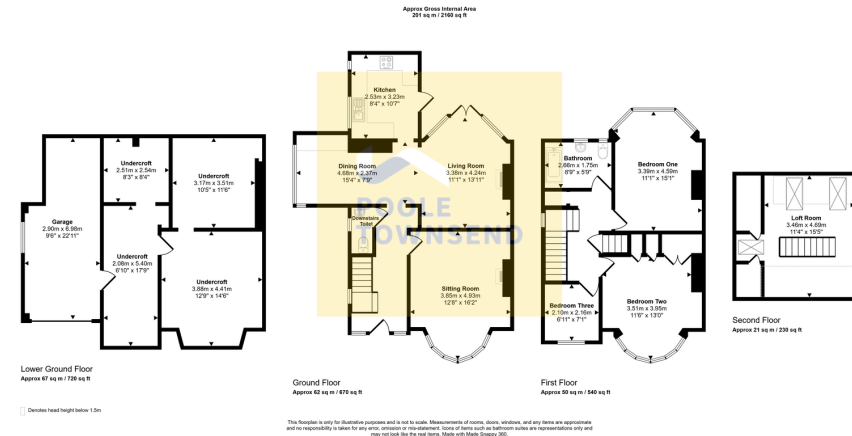 Approx Gross Internal Area
201 sq m / 2160 sq ft
Kitchen
2.53m x 3.23m
8'4" x 10'7"
Dining Room
4.68m x 2.37m
15'4" x 7'9"
Living Room
3.38m x 4.24m
11'1" x 13'11"
Downstairs
Toilet
Sitting Room
3.85m x 4.93m
12'8" x 16'2"
POOLE
TOWNSEND
Undercroft
2.51m x 2.54m
8'3" x 8'4"
Undercroft
3.17m x 3.51m
10'5" x 11'6"
Garage
2.90m x 6.98m
9'6" x 22'11"
Undercroft
2.08m x 5.40m
6'10" x 17'9"
Undercroft
3.88m x 4.41m
12'9" x 14'6"
Bathroom
2.66m x 1.75m
8'9" x 5'9"
Bedroom One
3.39m x 4.59m
11'1" x 15'1"
Bedroom Three
2.10m x 2.16m
6'11" x 7'1"
Bedroom Two
3.51m x 3.95m
11'6" x 13'0"
Loft Room
3.46m x 4.69m
11'4" x 15'5"
Second Floor
Approx 21 sq m / 230 sq ft
Lower Ground Floor
Approx 67 sq m / 720 sq ft
Ground Floor
Approx 62 sq m / 670 sq ft
First Floor
Approx 50 sq m / 540 sq ft
Denotes head height below 1.5m
This floorplan is only for illustrative purposes and is not to scale. Measurements of rooms, doors, windows, and any items are approximate
and no responsibility is taken for any error, omission or mis-statement. Icons of items such as bathroom suites are representations only and
may not look like the real items. Made with Made Snappy 360.